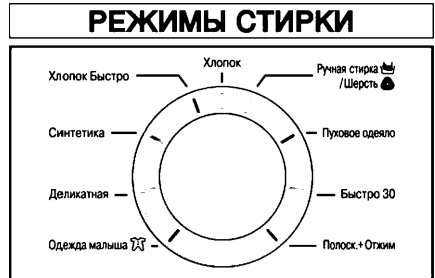 РЕЖИМЫ СТИРКИ
Хлопок
Хлопок Быстро
Ручная стирка
/Шерсть
Синтетика
Пуховое одеяло
Деликатная
Быстро 30
Одежда малыша
Полоск.+Отжим